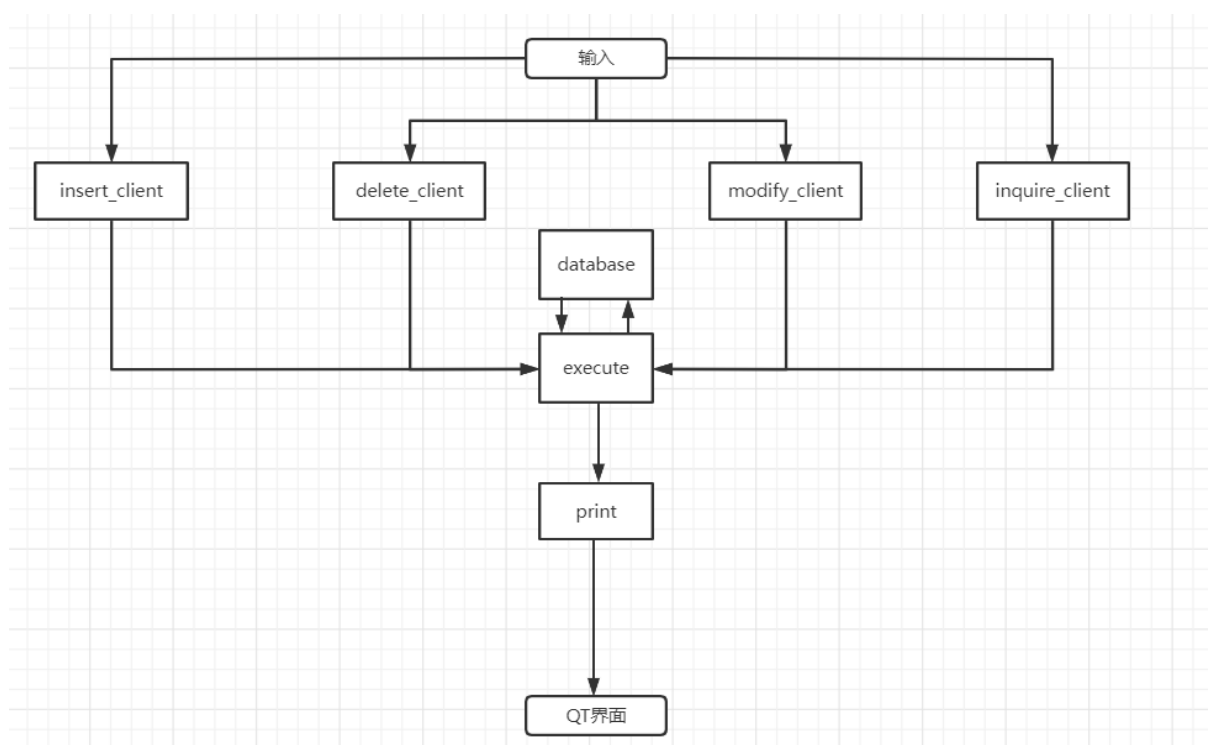 输入
insert_client
delete_client
modify_client
inquire_client
database
execute
print
QT界面